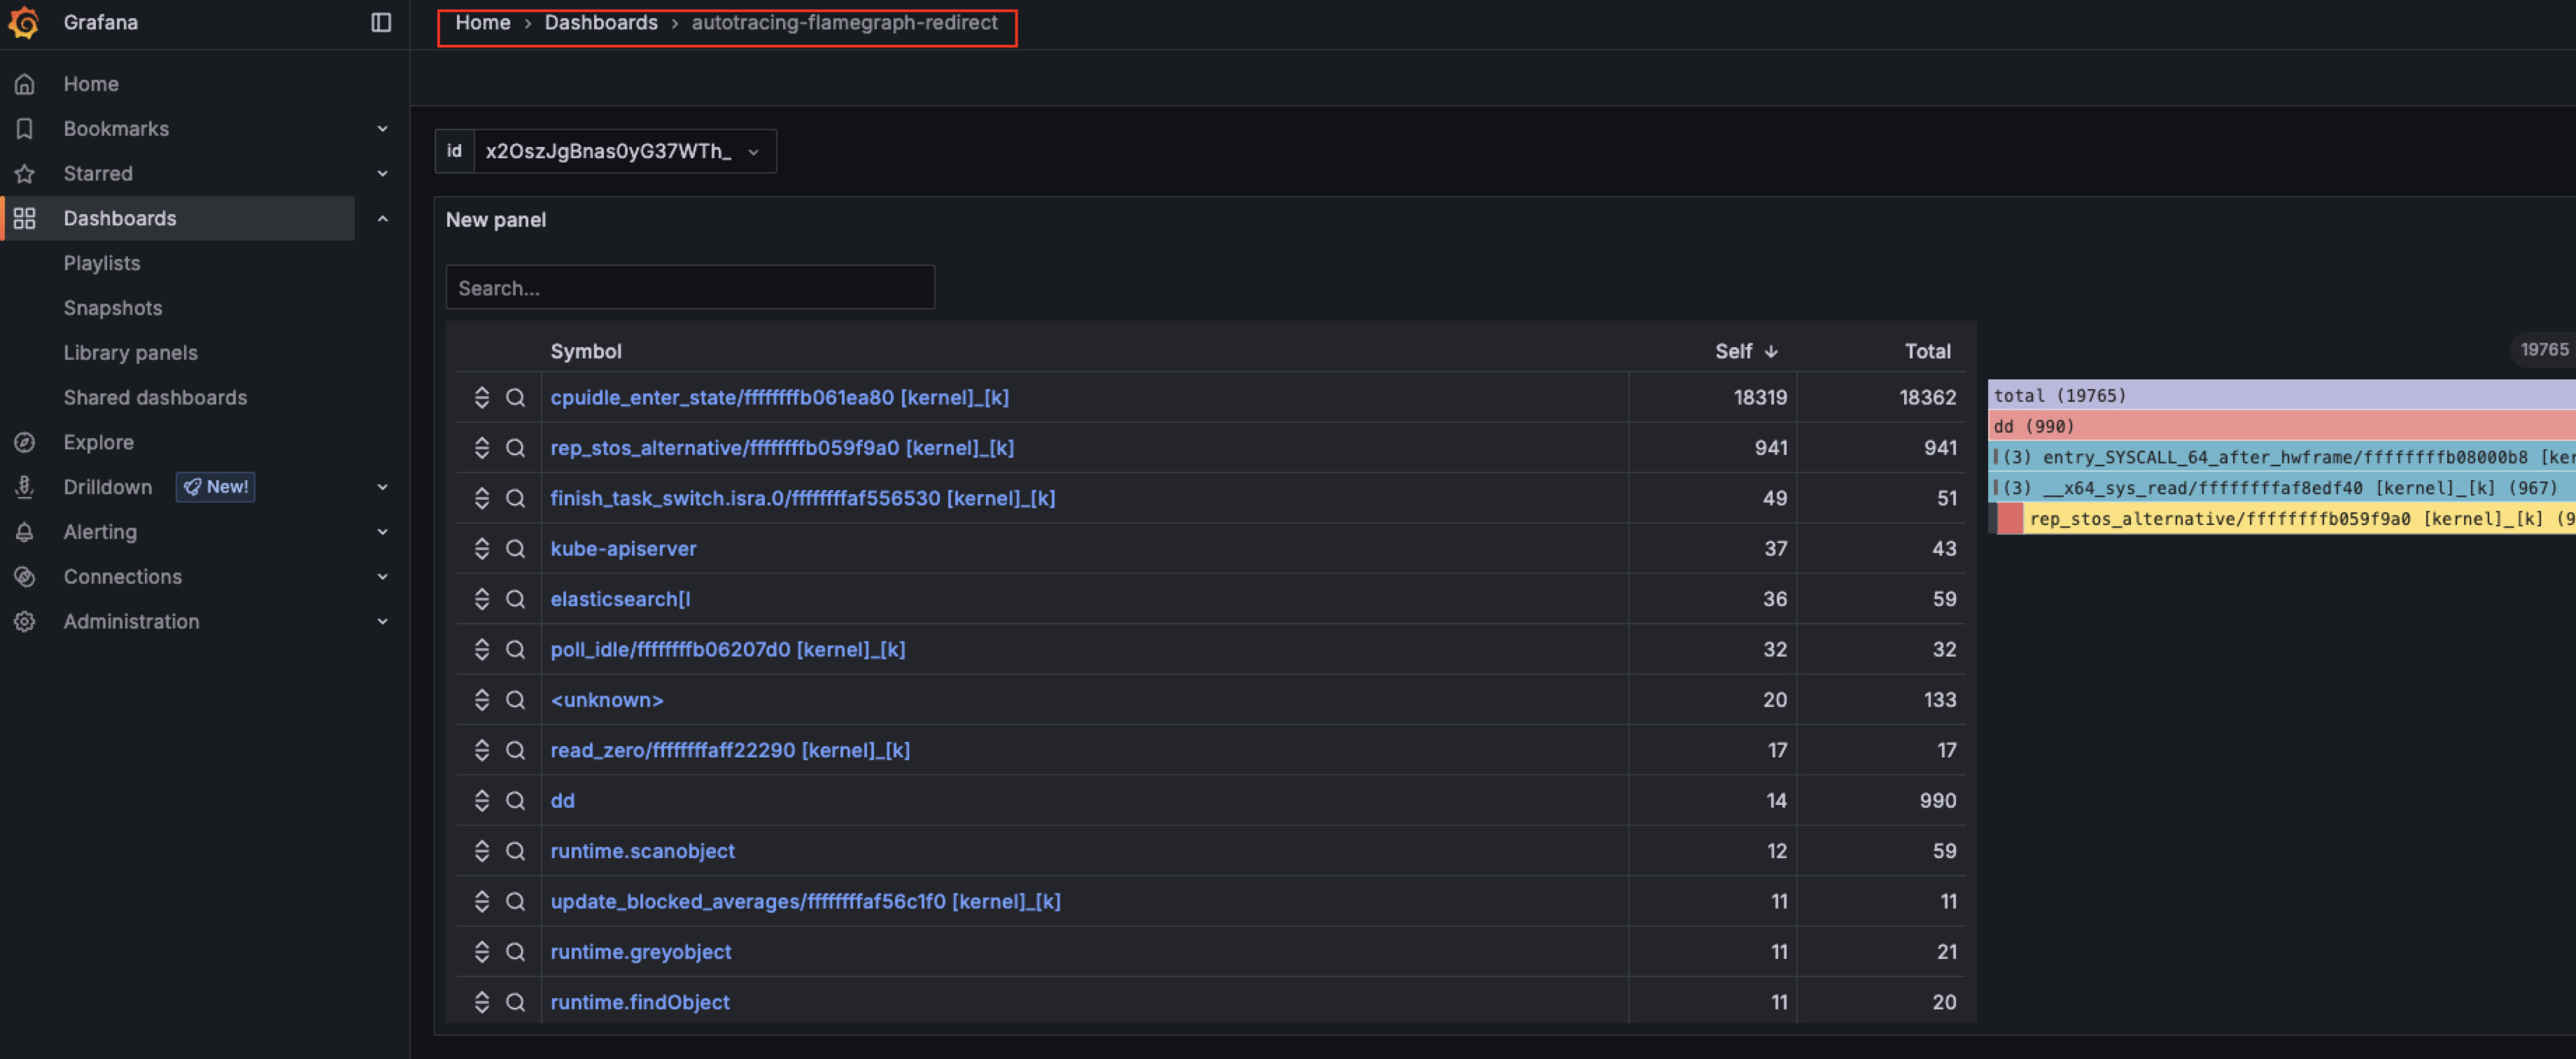 Grafana
Home › Dashboards › autotracing-flamegraph-redirect
Home
Bookmarks
Starred
Dashboards
Playlists
Snapshots
Library panels
Shared dashboards
Explore
Drilldown New!
Alerting
Connections
Administration
id x2OszJgBnas0yG37WTh_
New panel
Search...
Symbol Self ↓ Total
cpuidle_enter_state/ffffffffb061ea80 [kernel]_[k] 18319 18362
rep_stos_alternative/ffffffffb059f9a0 [kernel]_[k] 941 941
finish_task_switch.isra.0/ffffffffaf556530 [kernel]_[k] 49 51
kube-apiserver 37 43
elasticsearch[l 36 59
poll_idle/ffffffffb06207d0 [kernel]_[k] 32 32
<unknown> 20 133
read_zero/ffffffffaff22290 [kernel]_[k] 17 17
dd 14 990
runtime.scanobject 12 59
update_blocked_averages/ffffffffaf56c1f0 [kernel]_[k] 11 11
runtime.greyobject 11 21
runtime.findObject 11 20
19765
total (19765)
dd (990)
(3) entry_SYSCALL_64_after_hwframe/ffffffffb08000b8 [ker
(3) __x64_sys_read/ffffffffaf8edf40 [kernel]_[k] (967)
rep_stos_alternative/ffffffffb059f9a0 [kernel]_[k] (9